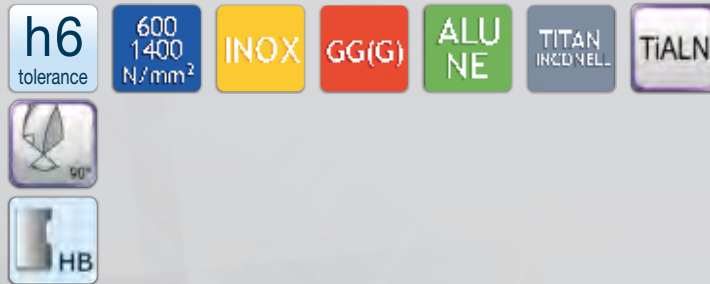 h6
tolerance
600
1400
N/mm²
INOX
GG(G)
ALU
NE
TITAN
INCONELL
TiALN
90°
HB